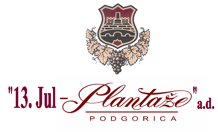 "13. Jul – Plantaže" a.d.
PODGORICA